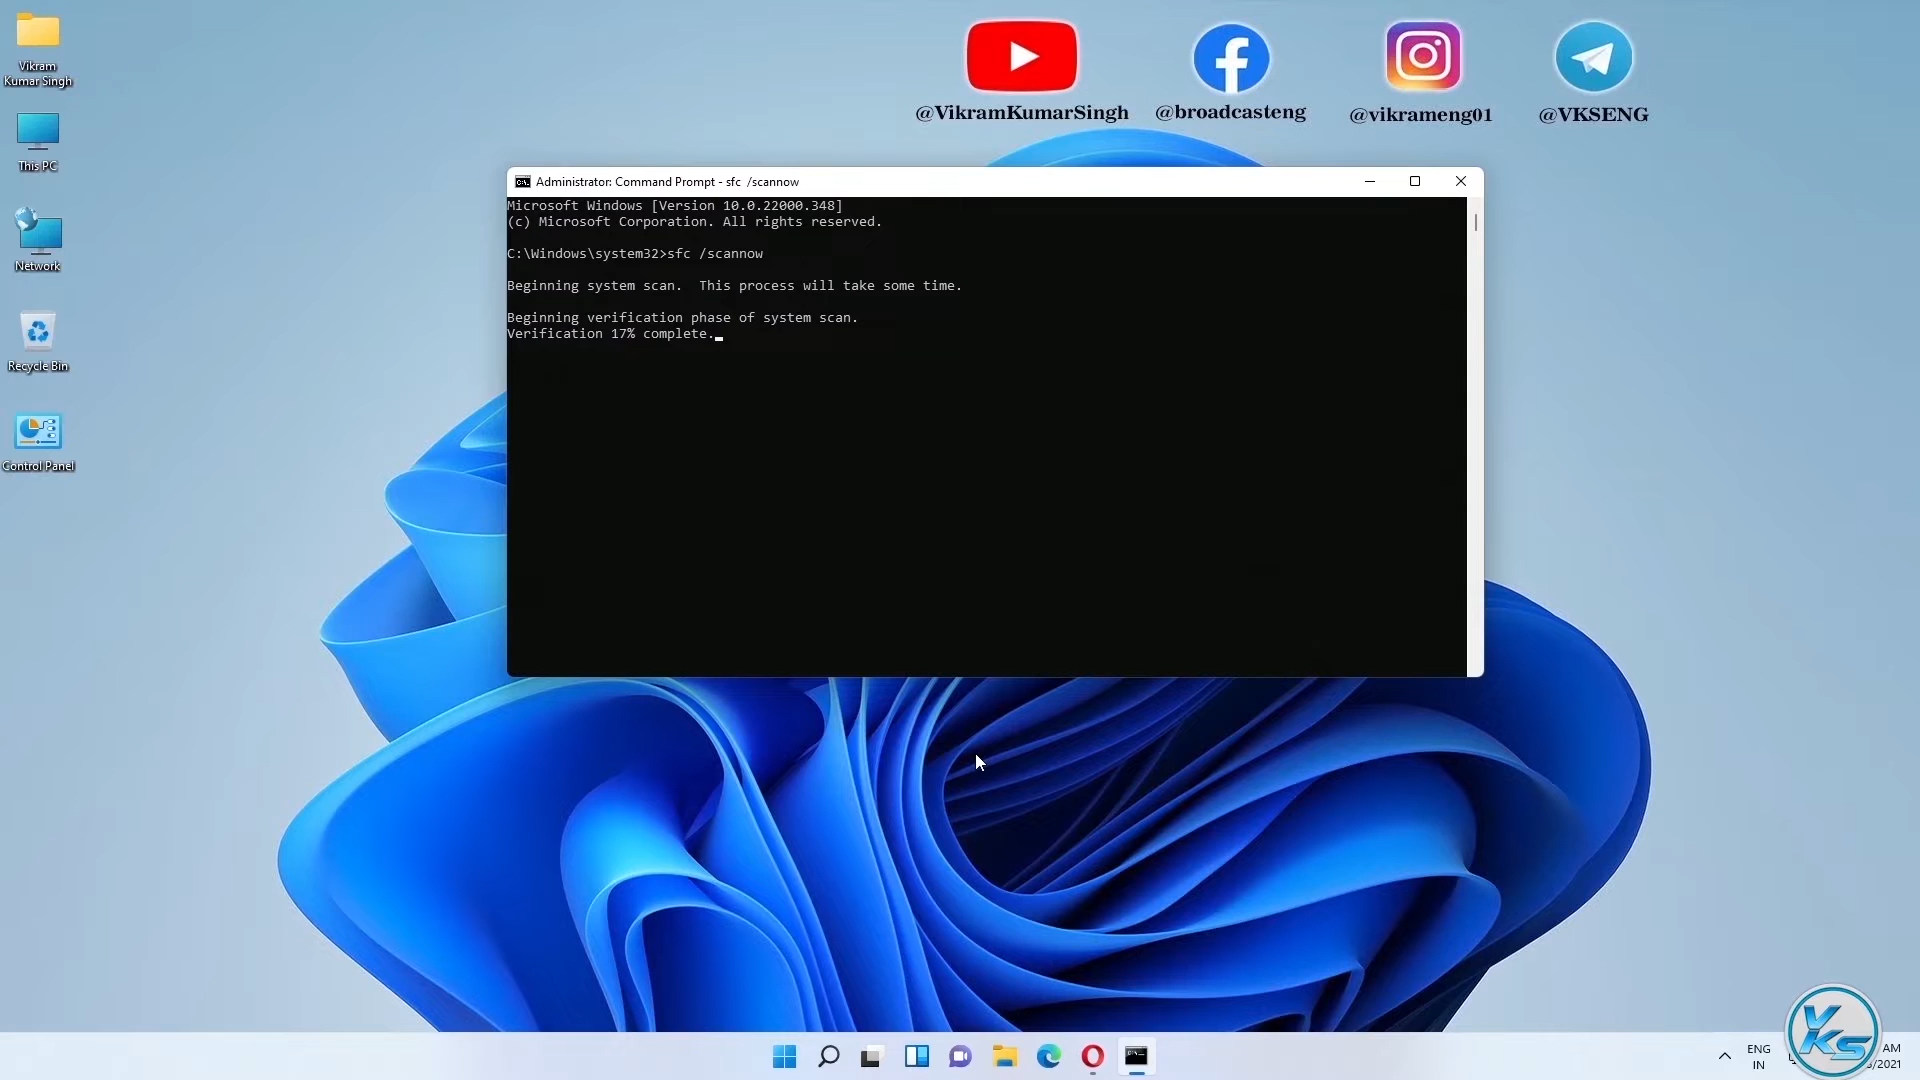 Vikram
Kumar Singh
This PC
Network
Recycle Bin
Control Panel
@VikramKumarSingh
@broadcasteng
@vikrameng01
@VKSENG
Administrator: Command Prompt - sfc  /scannow
Microsoft Windows [Version 10.0.22000.348]
(c) Microsoft Corporation. All rights reserved.
C:\Windows\system32>sfc /scannow
Beginning system scan.  This process will take some time.
Beginning verification phase of system scan.
Verification 17% complete.
ENG
IN
AM
/2021
VKS